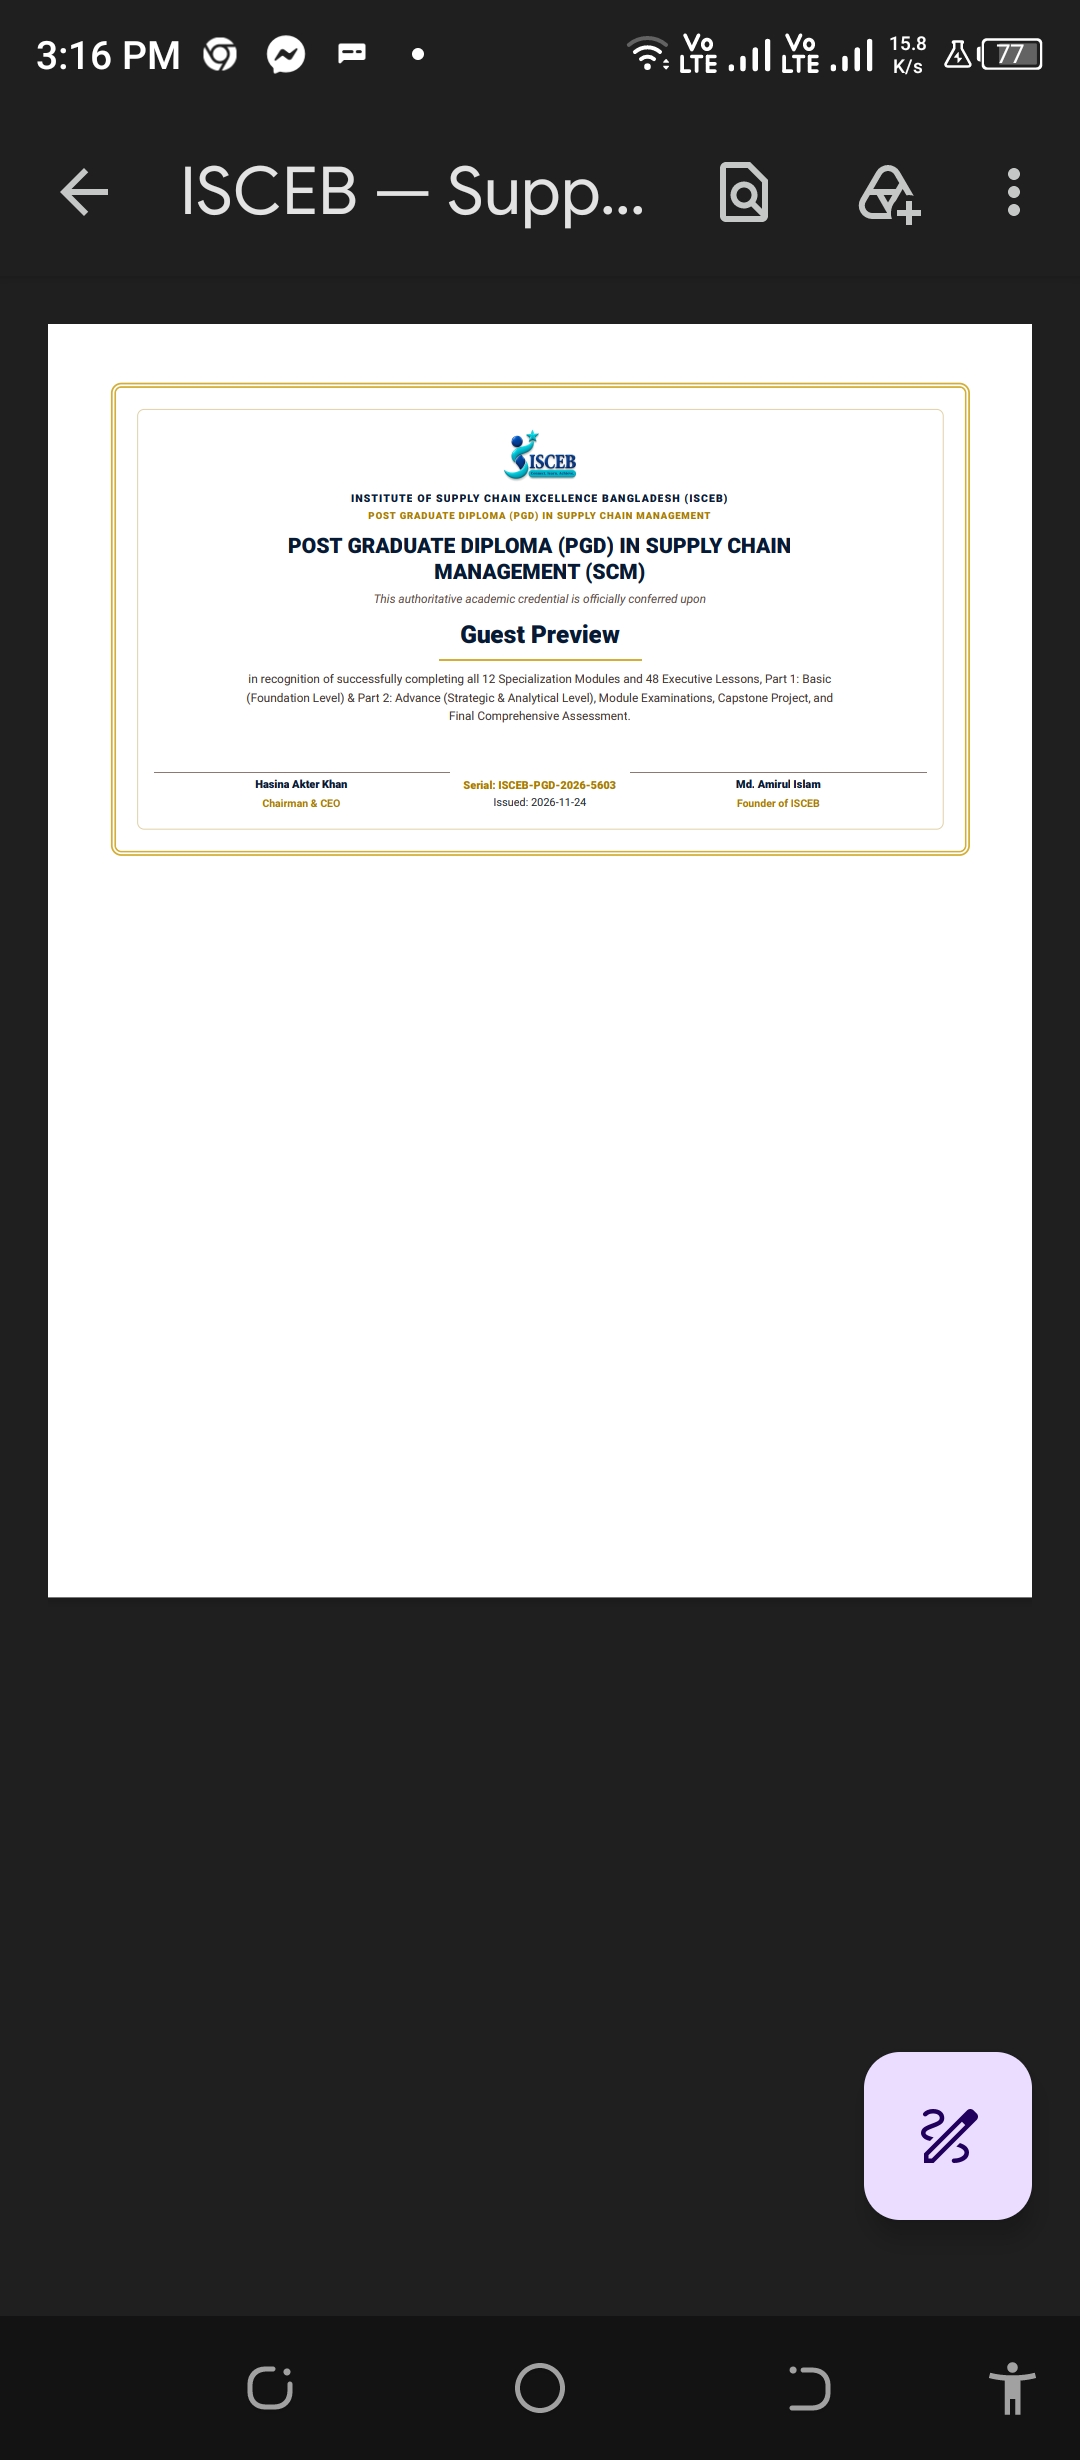 3:16 PM
Vo LTE Vo LTE 15.8 K/s 77
ISCEB — Supp...
ISCEB
INSTITUTE OF SUPPLY CHAIN EXCELLENCE BANGLADESH (ISCEB)
POST GRADUATE DIPLOMA (PGD) IN SUPPLY CHAIN MANAGEMENT
POST GRADUATE DIPLOMA (PGD) IN SUPPLY CHAIN
MANAGEMENT (SCM)
This authoritative academic credential is officially conferred upon
Guest Preview
in recognition of successfully completing all 12 Specialization Modules and 48 Executive Lessons, Part 1: Basic
(Foundation Level) & Part 2: Advance (Strategic & Analytical Level), Module Examinations, Capstone Project, and
Final Comprehensive Assessment.
Hasina Akter Khan
Chairman & CEO
Serial: ISCEB-PGD-2026-5603
Issued: 2026-11-24
Md. Amirul Islam
Founder of ISCEB